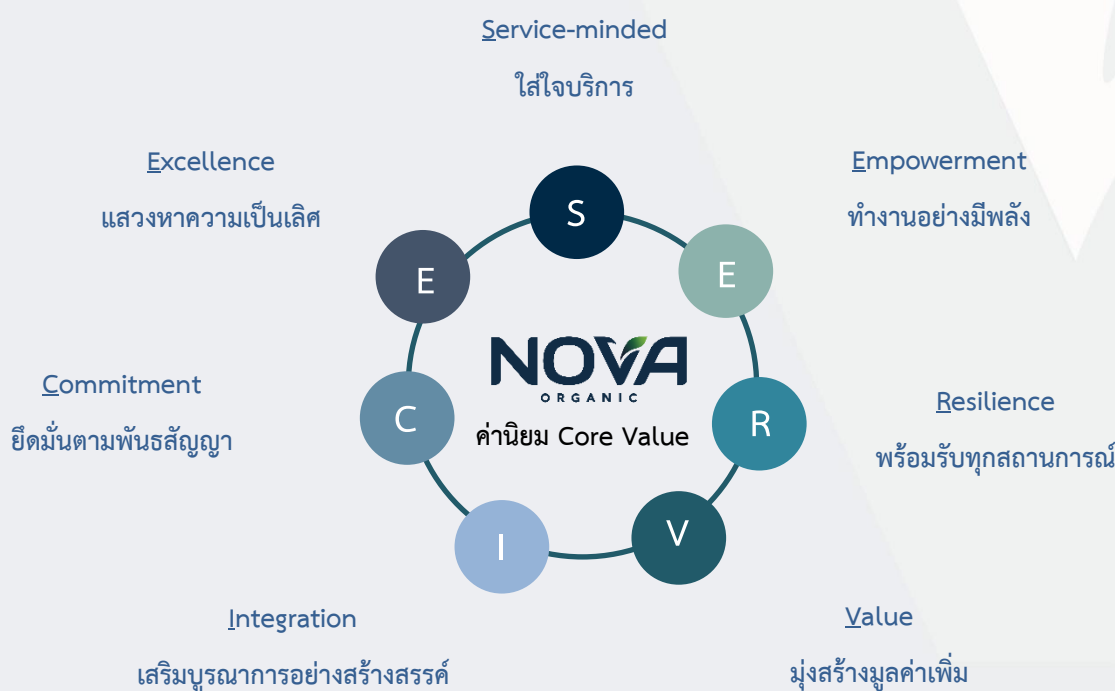 Service-minded
ใส่ใจบริการ
Excellence
แสวงหาความเป็นเลิศ
Empowerment
ทำงานอย่างมีพลัง
S
E
E
NOVA
ORGANIC
ค่านิยม Core Value
Commitment
ยึดมั่นตามพันธสัญญา
C
R
Resilience
พร้อมรับทุกสถานการณ์
I
V
Integration
เสริมบูรณาการอย่างสร้างสรรค์
Value
มุ่งสร้างมูลค่าเพิ่ม